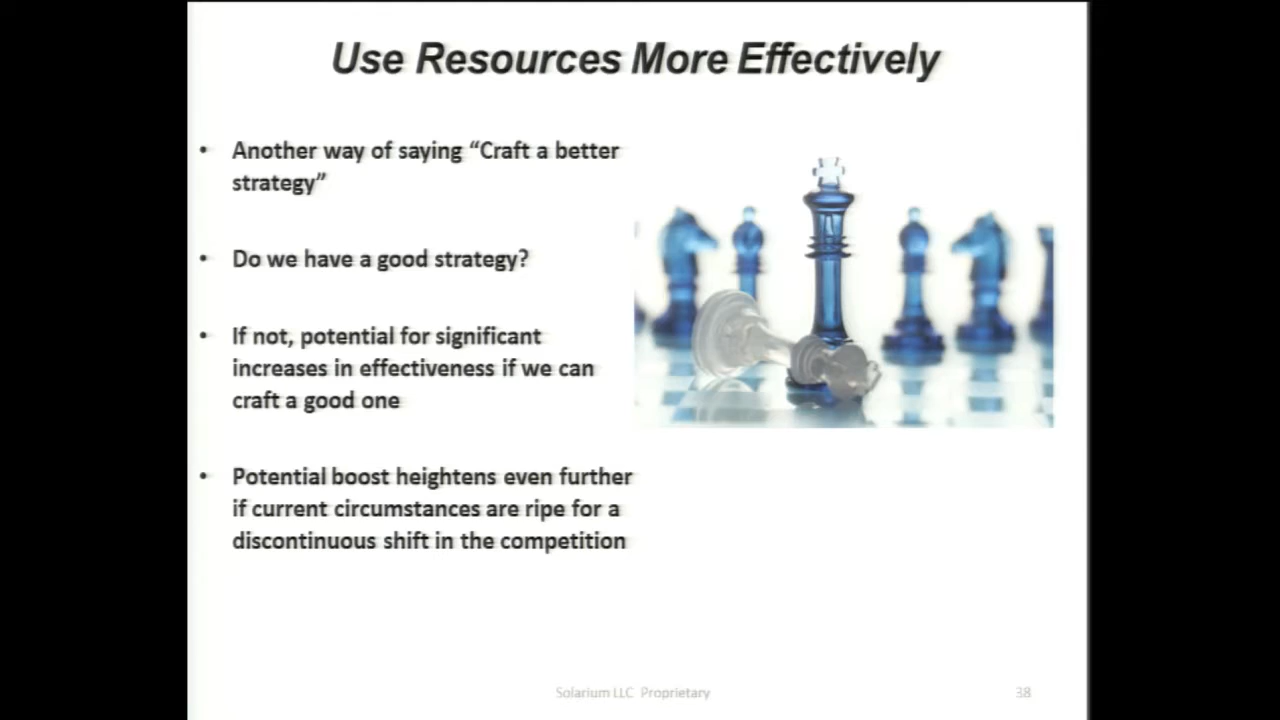 Use Resources More Effectively
• Another way of saying “Craft a better
strategy”
• Do we have a good strategy?
• If not, potential for significant
increases in effectiveness if we can
craft a good one
• Potential boost heightens even further
if current circumstances are ripe for a
discontinuous shift in the competition
Solarium LLC Proprietary
38